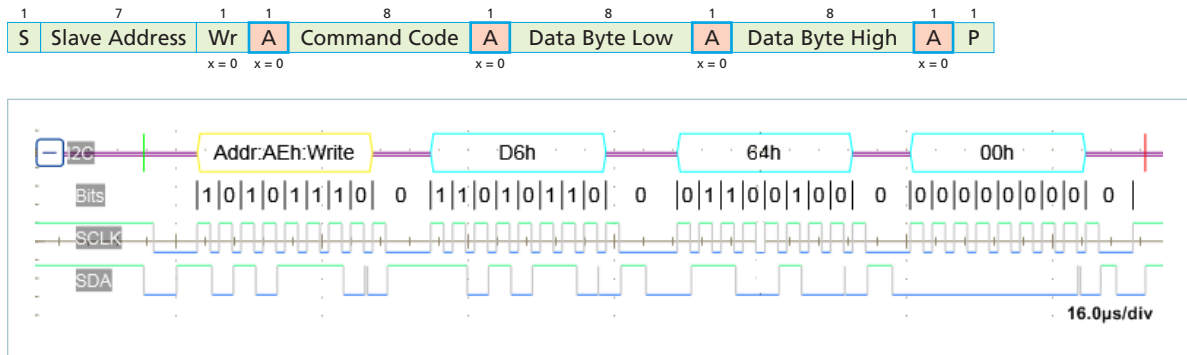 1 7 1 1 8 1 8 1 8 1 1
S Slave Address Wr A Command Code A Data Byte Low A Data Byte High A P
x = 0 x = 0 x = 0 x = 0 x = 0
I2C Addr:AEh:Write D6h 64h 00h
Bits 1 0 1 0 1 1 1 0 0 1 1 0 1 0 1 1 0 0 0 1 1 0 0 1 0 0 0 0 0 0 0 0 0 0 0 0
SCLK
SDA
16.0µs/div